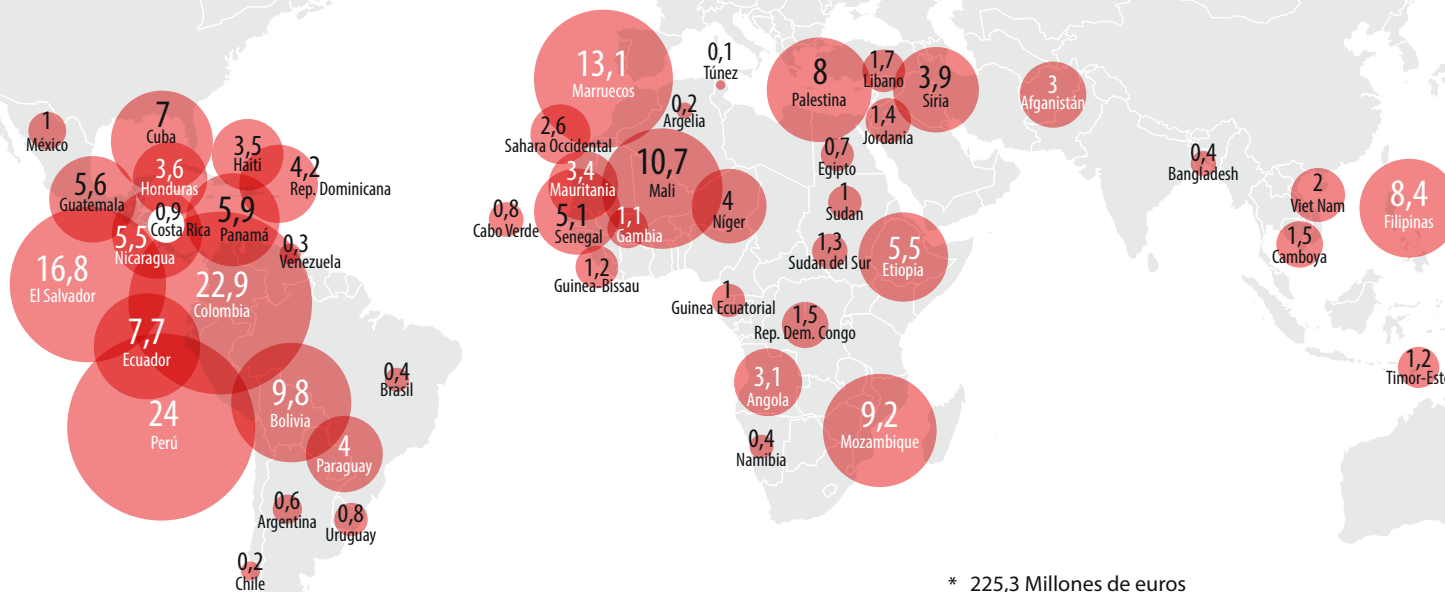 1
México
7
Cuba
3,5
Haití
4,2
Rep. Dominicana
5,6
Guatemala
3,6
Honduras
0,9
Costa Rica
5,9
Panamá
5,5
Nicaragua
0,3
Venezuela
16,8
El Salvador
22,9
Colombia
7,7
Ecuador
24
Perú
9,8
Bolivia
0,4
Brasil
4
Paraguay
0,6
Argentina
0,8
Uruguay
0,2
Chile
13,1
Marruecos
0,1
Túnez
0,2
Argelia
2,6
Sahara Occidental
3,4
Mauritania
10,7
Mali
4
Níger
0,8
Cabo Verde
5,1
Senegal
1,1
Gambia
1,2
Guinea-Bissau
8
Palestina
1,7
Libano
3,9
Siria
1,4
Jordania
0,7
Egipto
1
Sudan
1,3
Sudan del Sur
5,5
Etiopia
1
Guinea Ecuatorial
1,5
Rep. Dem. Congo
3,1
Angola
9,2
Mozambique
0,4
Namibia
3
Afganistán
0,4
Bangladesh
2
Viet Nam
1,5
Camboya
8,4
Filipinas
1,2
Timor-Este
* 225,3 Millones de euros